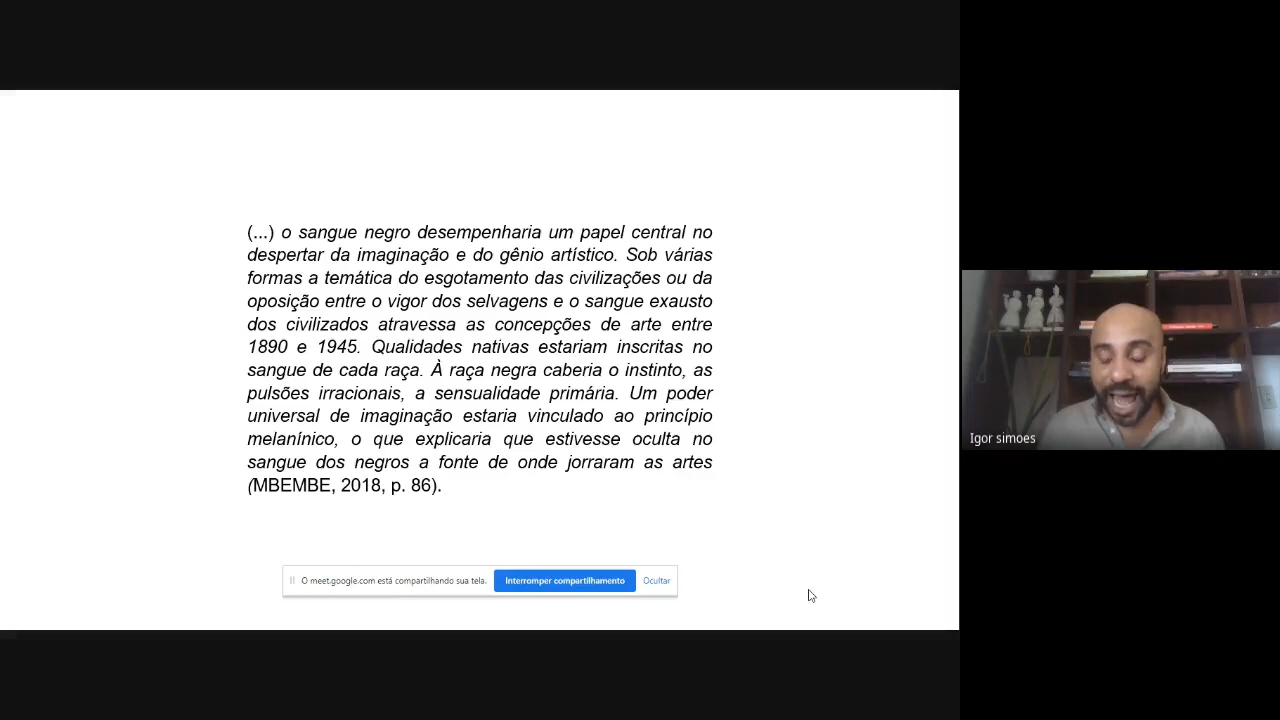 (...) o sangue negro desempenharia um papel central no
despertar da imaginação e do gênio artístico. Sob várias
formas a temática do esgotamento das civilizações ou da
oposição entre o vigor dos selvagens e o sangue exausto
dos civilizados atravessa as concepções de arte entre
1890 e 1945. Qualidades nativas estariam inscritas no
sangue de cada raça. À raça negra caberia o instinto, as
pulsões irracionais, a sensualidade primária. Um poder
universal de imaginação estaria vinculado ao princípio
melanínico, o que explicaria que estivesse oculta no
sangue dos negros a fonte de onde jorraram as artes
(MBEMBE, 2018, p. 86).
O meet.google.com está compartilhando sua tela. Interromper compartilhamento Ocultar
Igor simoes